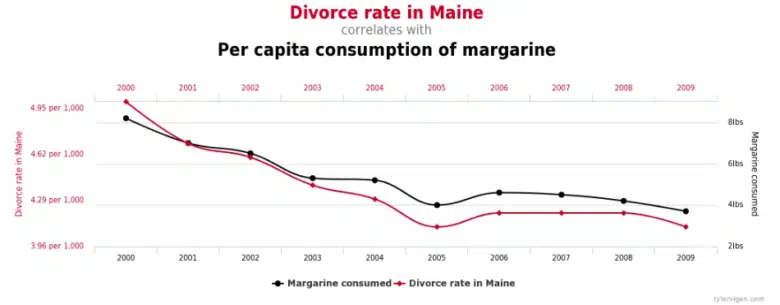 Divorce rate in Maine
correlates with
Per capita consumption of margarine
2000 2001 2002 2003 2004 2005 2006 2007 2008 2009
4.95 per 1,000
8lbs
4.62 per 1,000
6lbs
4.29 per 1,000
4lbs
3.96 per 1,000
2lbs
Divorce rate in Maine
Margarine consumed
2000 2001 2002 2003 2004 2005 2006 2007 2008 2009
Margarine consumed Divorce rate in Maine
tylervigen.com